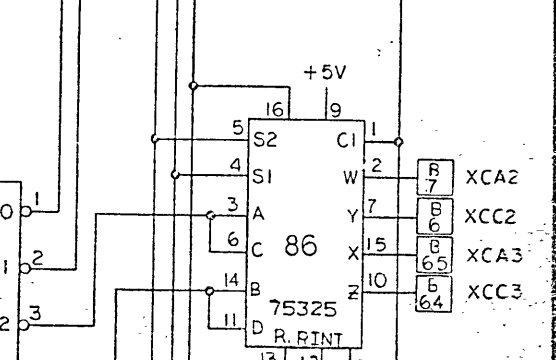 +5V
16 9
5 S2 C1 1
4 S1 W 2 B 7 XCA2
3 A Y 7 B 6 XCC2
6 C 86 X 15 B 65 XCA3
14 B Z 10 B 64 XCC3
11 D 75325
R. RINT
13 12
0 1
1 2
2 3